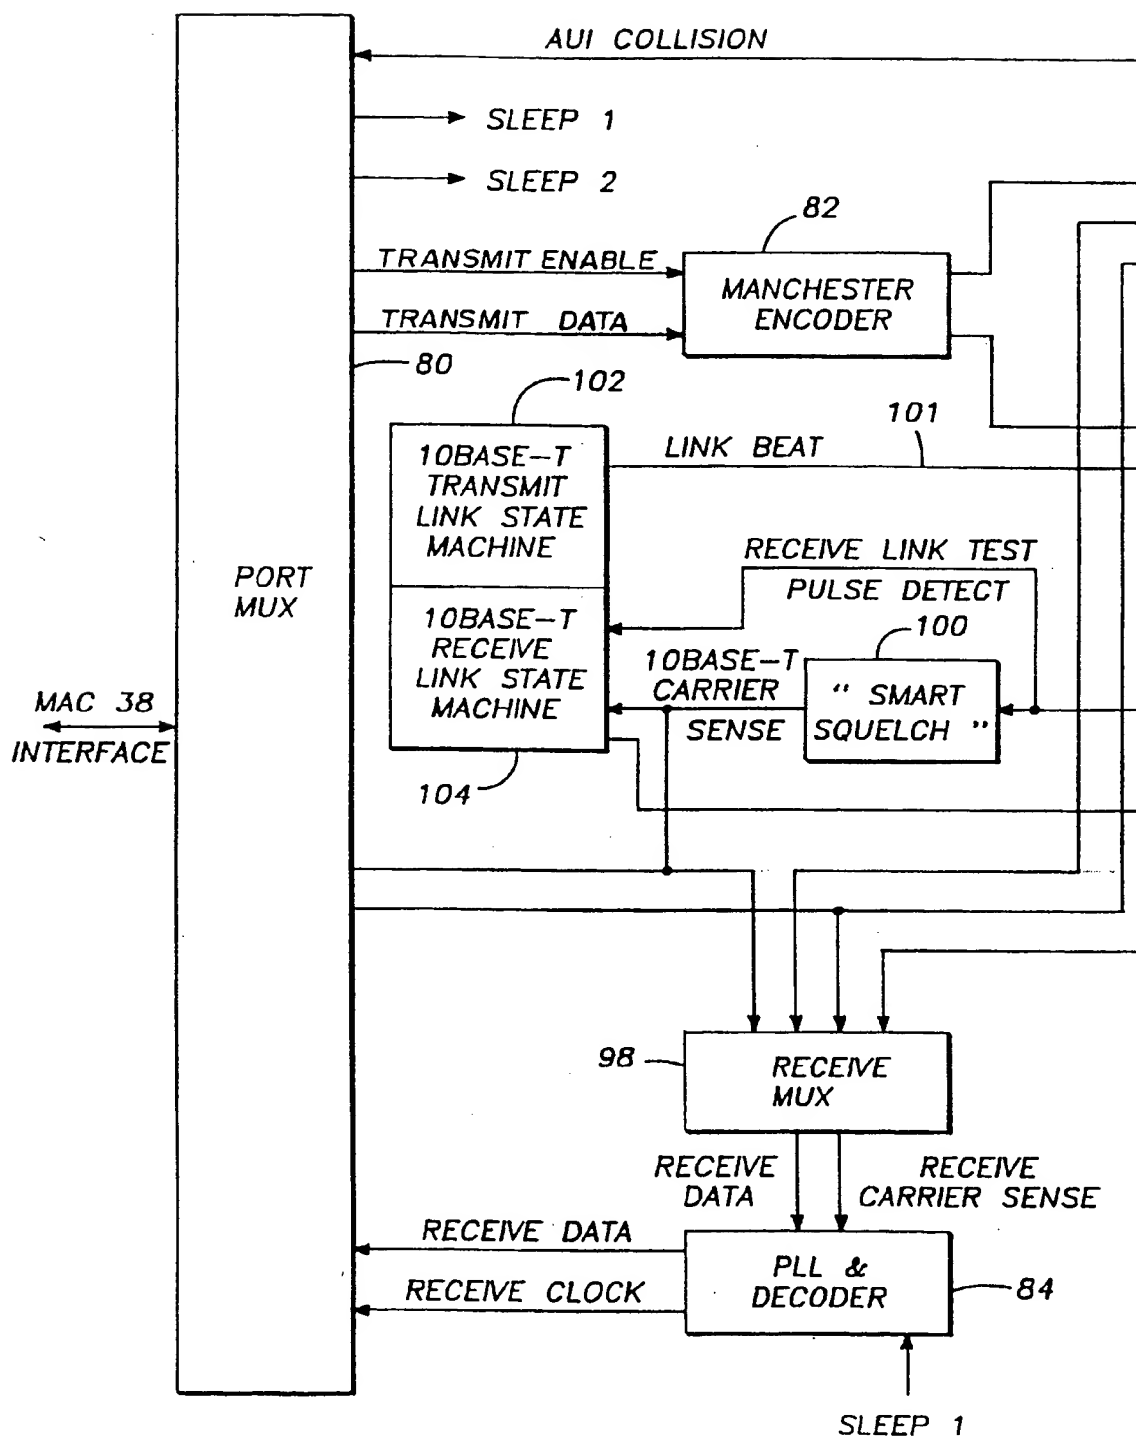 AUI COLLISION
SLEEP 1
SLEEP 2
82
TRANSMIT ENABLE
MANCHESTER
ENCODER
TRANSMIT DATA
80
102
101
10BASE-T
TRANSMIT
LINK STATE
MACHINE
LINK BEAT
RECEIVE LINK TEST
PULSE DETECT
PORT
MUX
10BASE-T
RECEIVE
LINK STATE
MACHINE
100
10BASE-T
CARRIER
SENSE
" SMART
SQUELCH "
MAC 38
INTERFACE
104
98
RECEIVE
MUX
RECEIVE
DATA
RECEIVE
CARRIER SENSE
RECEIVE DATA
RECEIVE CLOCK
PLL &
DECODER
84
SLEEP 1